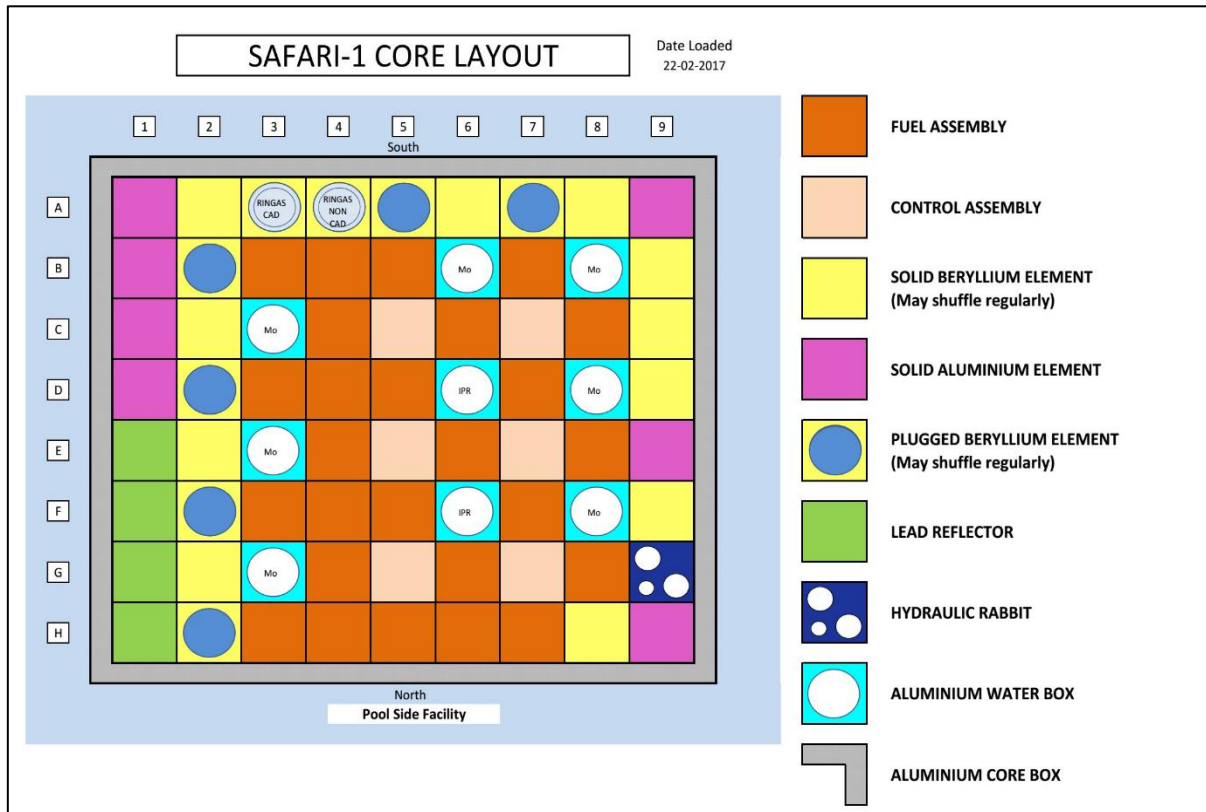 SAFARI-1 CORE LAYOUT
Date Loaded
22-02-2017
1 2 3 4 5 6 7 8 9
South
A
RINGAS
CAD
RINGAS
NON
CAD
B
Mo
Mo
C
Mo
D
IPR
Mo
E
Mo
F
IPR
Mo
G
Mo
H
North
Pool Side Facility
FUEL ASSEMBLY
CONTROL ASSEMBLY
SOLID BERYLLIUM ELEMENT
(May shuffle regularly)
SOLID ALUMINIUM ELEMENT
PLUGGED BERYLLIUM ELEMENT
(May shuffle regularly)
LEAD REFLECTOR
HYDRAULIC RABBIT
ALUMINIUM WATER BOX
ALUMINIUM CORE BOX